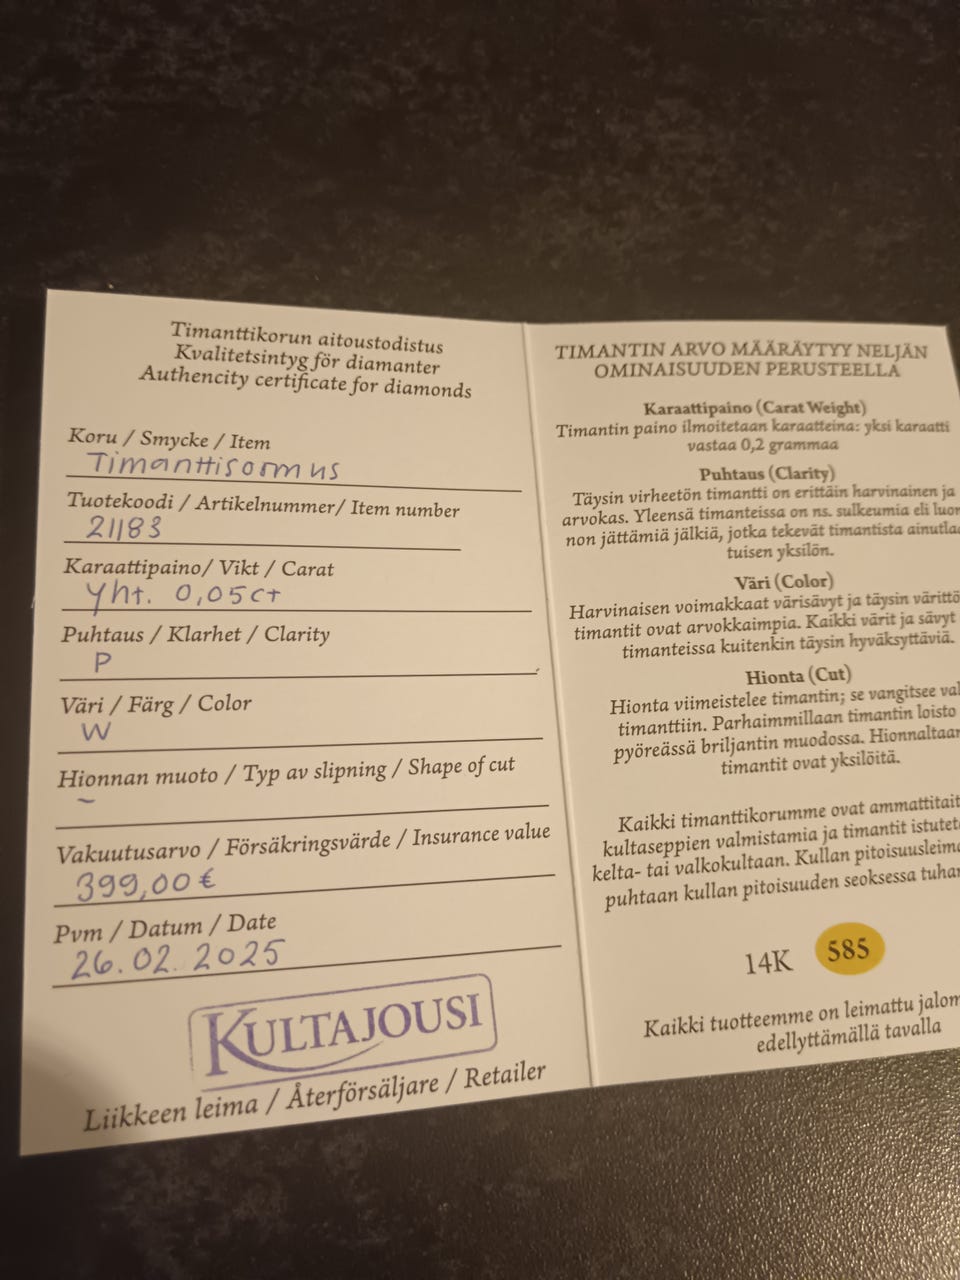 Timanttikorun aitoustodistus
Kvalitetsintyg för diamanter
Authencity certificate for diamonds
Koru / Smycke / Item
Timanttisormus
Tuotekoodi / Artikelnummer/ Item number
21183
Karaattipaino/ Vikt / Carat
Yht. 0,05ct
Puhtaus / Klarhet / Clarity
P
Väri / Färg / Color
W
Hionnan muoto / Typ av slipning / Shape of cut
~
Vakuutusarvo / Försäkringsvärde / Insurance value
399,00 €
Pvm / Datum / Date
26.02.2025
KULTAJOUSI
Liikkeen leima / Återförsäljare / Retailer
TIMANTIN ARVO MÄÄRÄYTYY NELJÄN
OMINAISUUDEN PERUSTEELLA
Karaattipaino (Carat Weight)
Timantin paino ilmoitetaan karaatteina: yksi karaatti
vastaa 0,2 grammaa
Puhtaus (Clarity)
Täysin virheetön timantti on erittäin harvinainen ja
arvokas. Yleensä timanteissa on ns. sulkeumia eli luon
non jättämiä jälkiä, jotka tekevät timantista ainutla
tuisen yksilön.
Väri (Color)
Harvinaisen voimakkaat värisävyt ja täysin värittö
timantit ovat arvokkaimpia. Kaikki värit ja sävyt
timanteissa kuitenkin täysin hyväksyttäviä.
Hionta (Cut)
Hionta viimeistelee timantin; se vangitsee val
timanttiin. Parhaimmillaan timantin loisto
pyöreässä briljantin muodossa. Hionnaltaan
timantit ovat yksilöitä.
Kaikki timanttikorumme ovat ammattitait
kultaseppien valmistamia ja timantit istutet
kelta- tai valkokultaan. Kullan pitoisuusleima
puhtaan kullan pitoisuuden seoksessa tuhan
14K 585
Kaikki tuotteemme on leimattu jalom
edellyttämällä tavalla